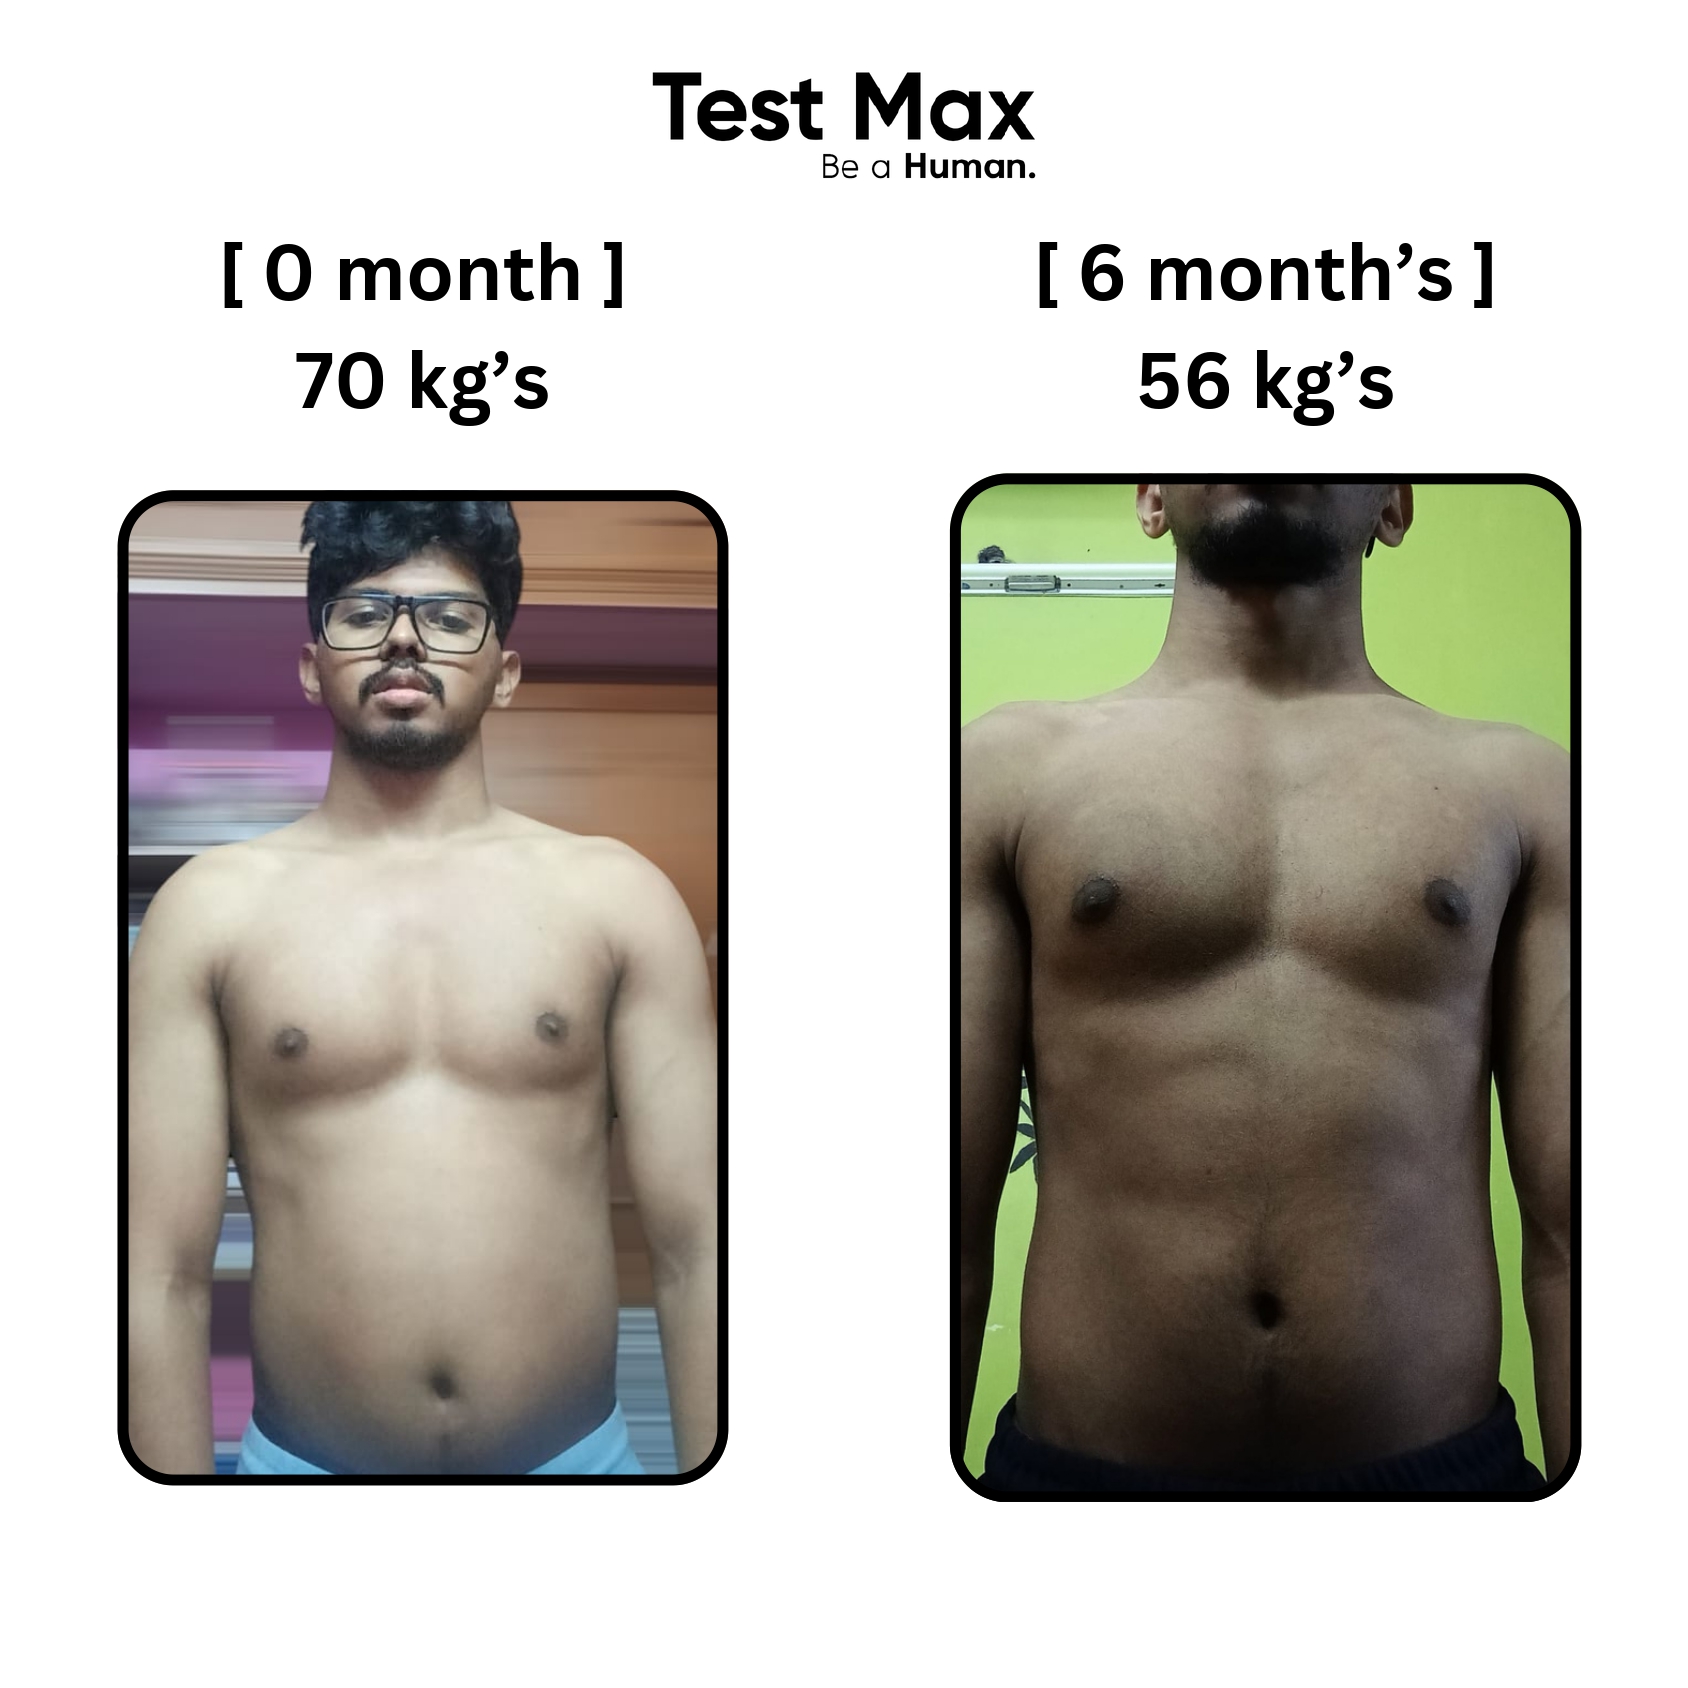 Test Max
Be a Human.
[ 0 month ]
70 kg’s
[ 6 month’s ]
56 kg’s